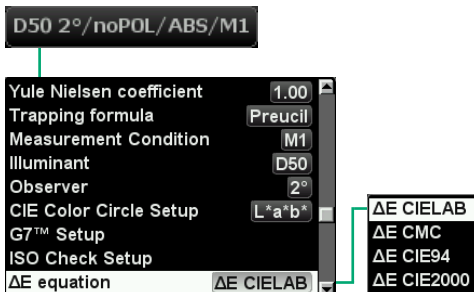 D50 2°/noPOL/ABS/M1
Yule Nielsen coefficient 1.00
Trapping formula Preucil
Measurement Condition M1
Illuminant D50
Observer 2°
CIE Color Circle Setup L*a*b*
G7™ Setup
ISO Check Setup
ΔE equation ΔE CIELAB
ΔE CIELAB
ΔE CMC
ΔE CIE94
ΔE CIE2000